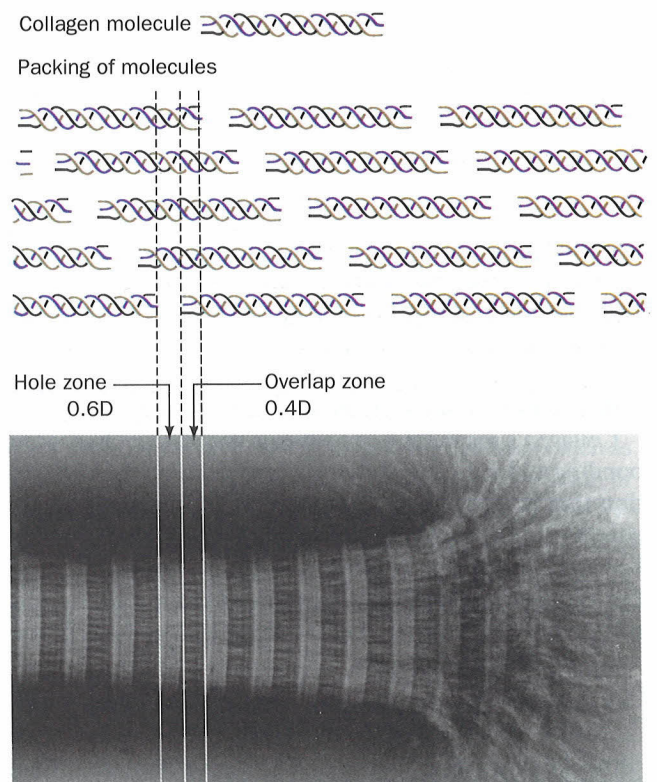 Collagen molecule
Packing of molecules
Hole zone
0.6D
Overlap zone
0.4D